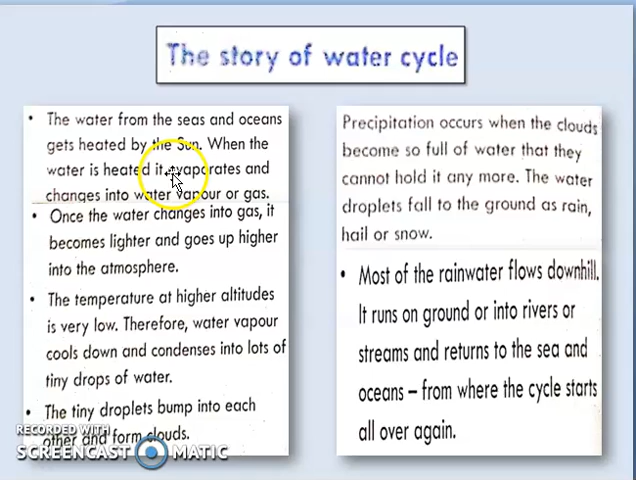 The story of water cycle
• The water from the seas and oceans
gets heated by the Sun. When the
water is heated it evaporates and
changes into water vapour or gas.
• Once the water changes into gas, it
becomes lighter and goes up higher
into the atmosphere.
• The temperature at higher altitudes
is very low. Therefore, water vapour
cools down and condenses into lots of
tiny drops of water.
• The tiny droplets bump into each
other and form clouds.
Precipitation occurs when the clouds
become so full of water that they
cannot hold it any more. The water
droplets fall to the ground as rain,
hail or snow.
• Most of the rainwater flows downhill.
It runs on ground or into rivers or
streams and returns to the sea and
oceans – from where the cycle starts
all over again.
RECORDED WITH
SCREENCAST MATIC